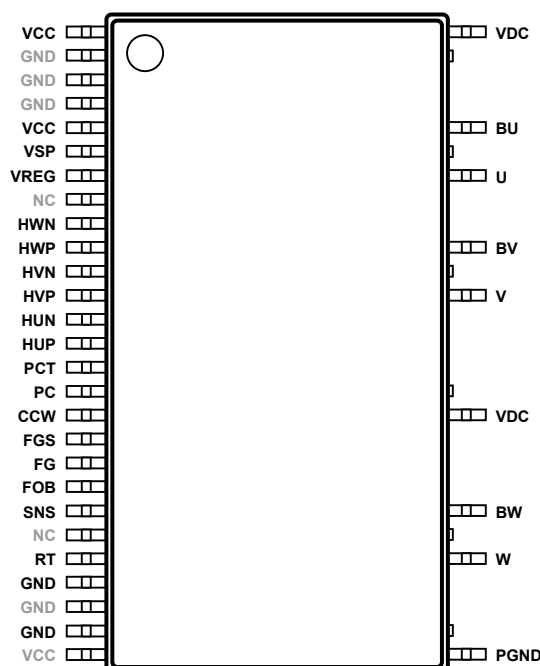 VCC
GND
GND
GND
VCC
VSP
VREG
NC
HWN
HWP
HVN
HVP
HUN
HUP
PCT
PC
CCW
FGS
FG
FOB
SNS
NC
RT
GND
GND
GND
VCC
VDC
BU
U
BV
V
VDC
BW
W
PGND